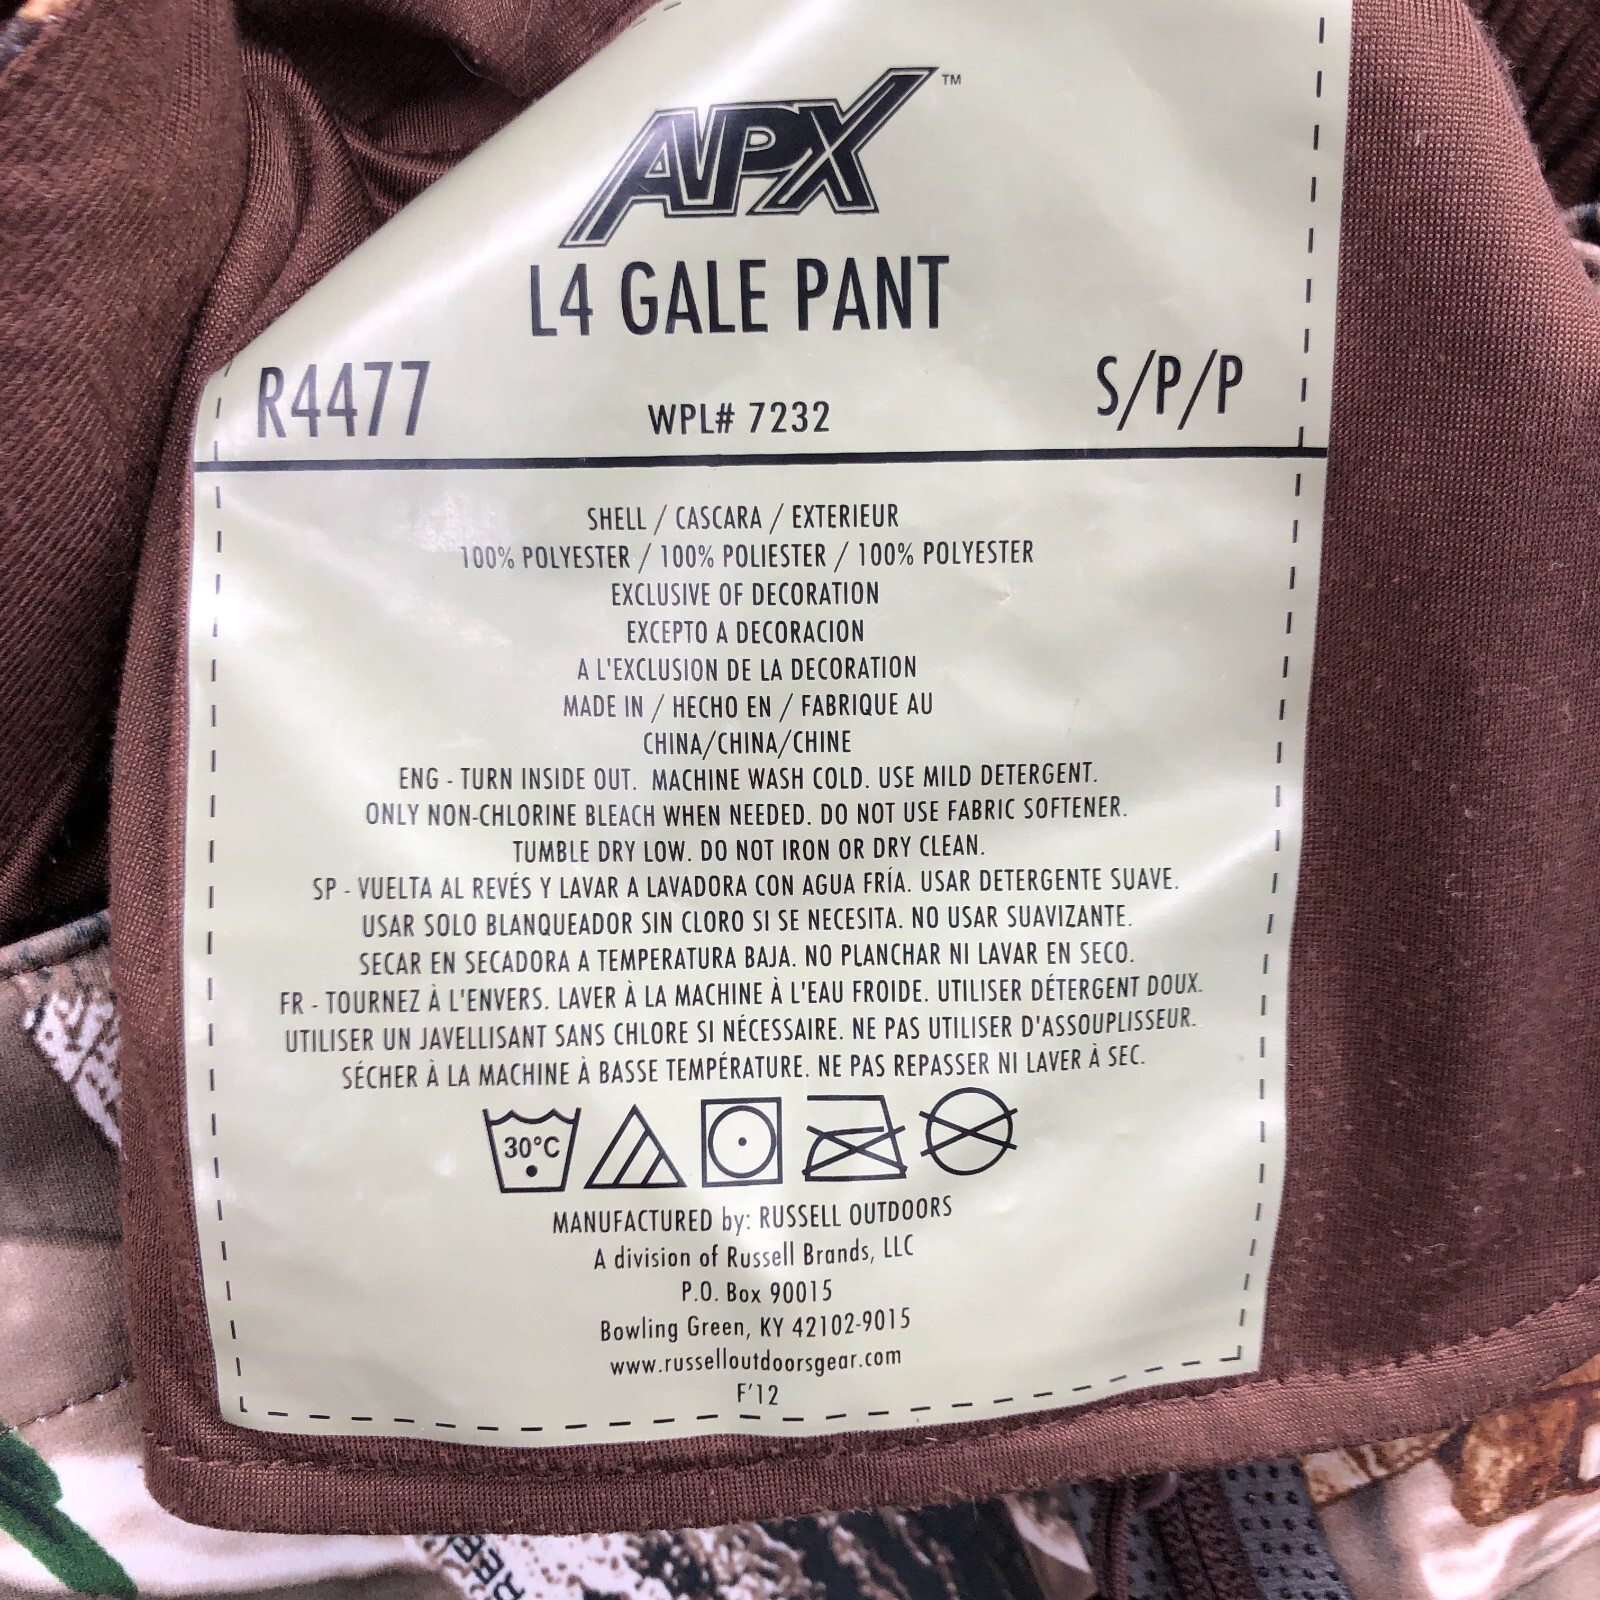 APX™
L4 GALE PANT
R4477 WPL# 7232 S/P/P
SHELL / CASCARA / EXTERIEUR
100% POLYESTER / 100% POLIESTER / 100% POLYESTER
EXCLUSIVE OF DECORATION
EXCEPTO A DECORACION
A L'EXCLUSION DE LA DECORATION
MADE IN / HECHO EN / FABRIQUE AU
CHINA/CHINA/CHINE
ENG - TURN INSIDE OUT. MACHINE WASH COLD. USE MILD DETERGENT.
ONLY NON-CHLORINE BLEACH WHEN NEEDED. DO NOT USE FABRIC SOFTENER.
TUMBLE DRY LOW. DO NOT IRON OR DRY CLEAN.
SP - VUELTA AL REVÉS Y LAVAR A LAVADORA CON AGUA FRÍA. USAR DETERGENTE SUAVE.
USAR SOLO BLANQUEADOR SIN CLORO SI SE NECESITA. NO USAR SUAVIZANTE.
SECAR EN SECADORA A TEMPERATURA BAJA. NO PLANCHAR NI LAVAR EN SECO.
FR - TOURNEZ À L'ENVERS. LAVER À LA MACHINE À L'EAU FROIDE. UTILISER DÉTERGENT DOUX.
UTILISER UN JAVELLISANT SANS CHLORE SI NÉCESSAIRE. NE PAS UTILISER D'ASSOUPLISSEUR.
SÉCHER À LA MACHINE À BASSE TEMPÉRATURE. NE PAS REPASSER NI LAVER À SEC.
30°C
MANUFACTURED by: RUSSELL OUTDOORS
A division of Russell Brands, LLC
P.O. Box 90015
Bowling Green, KY 42102-9015
www.russelloutdoorsgear.com
F'12